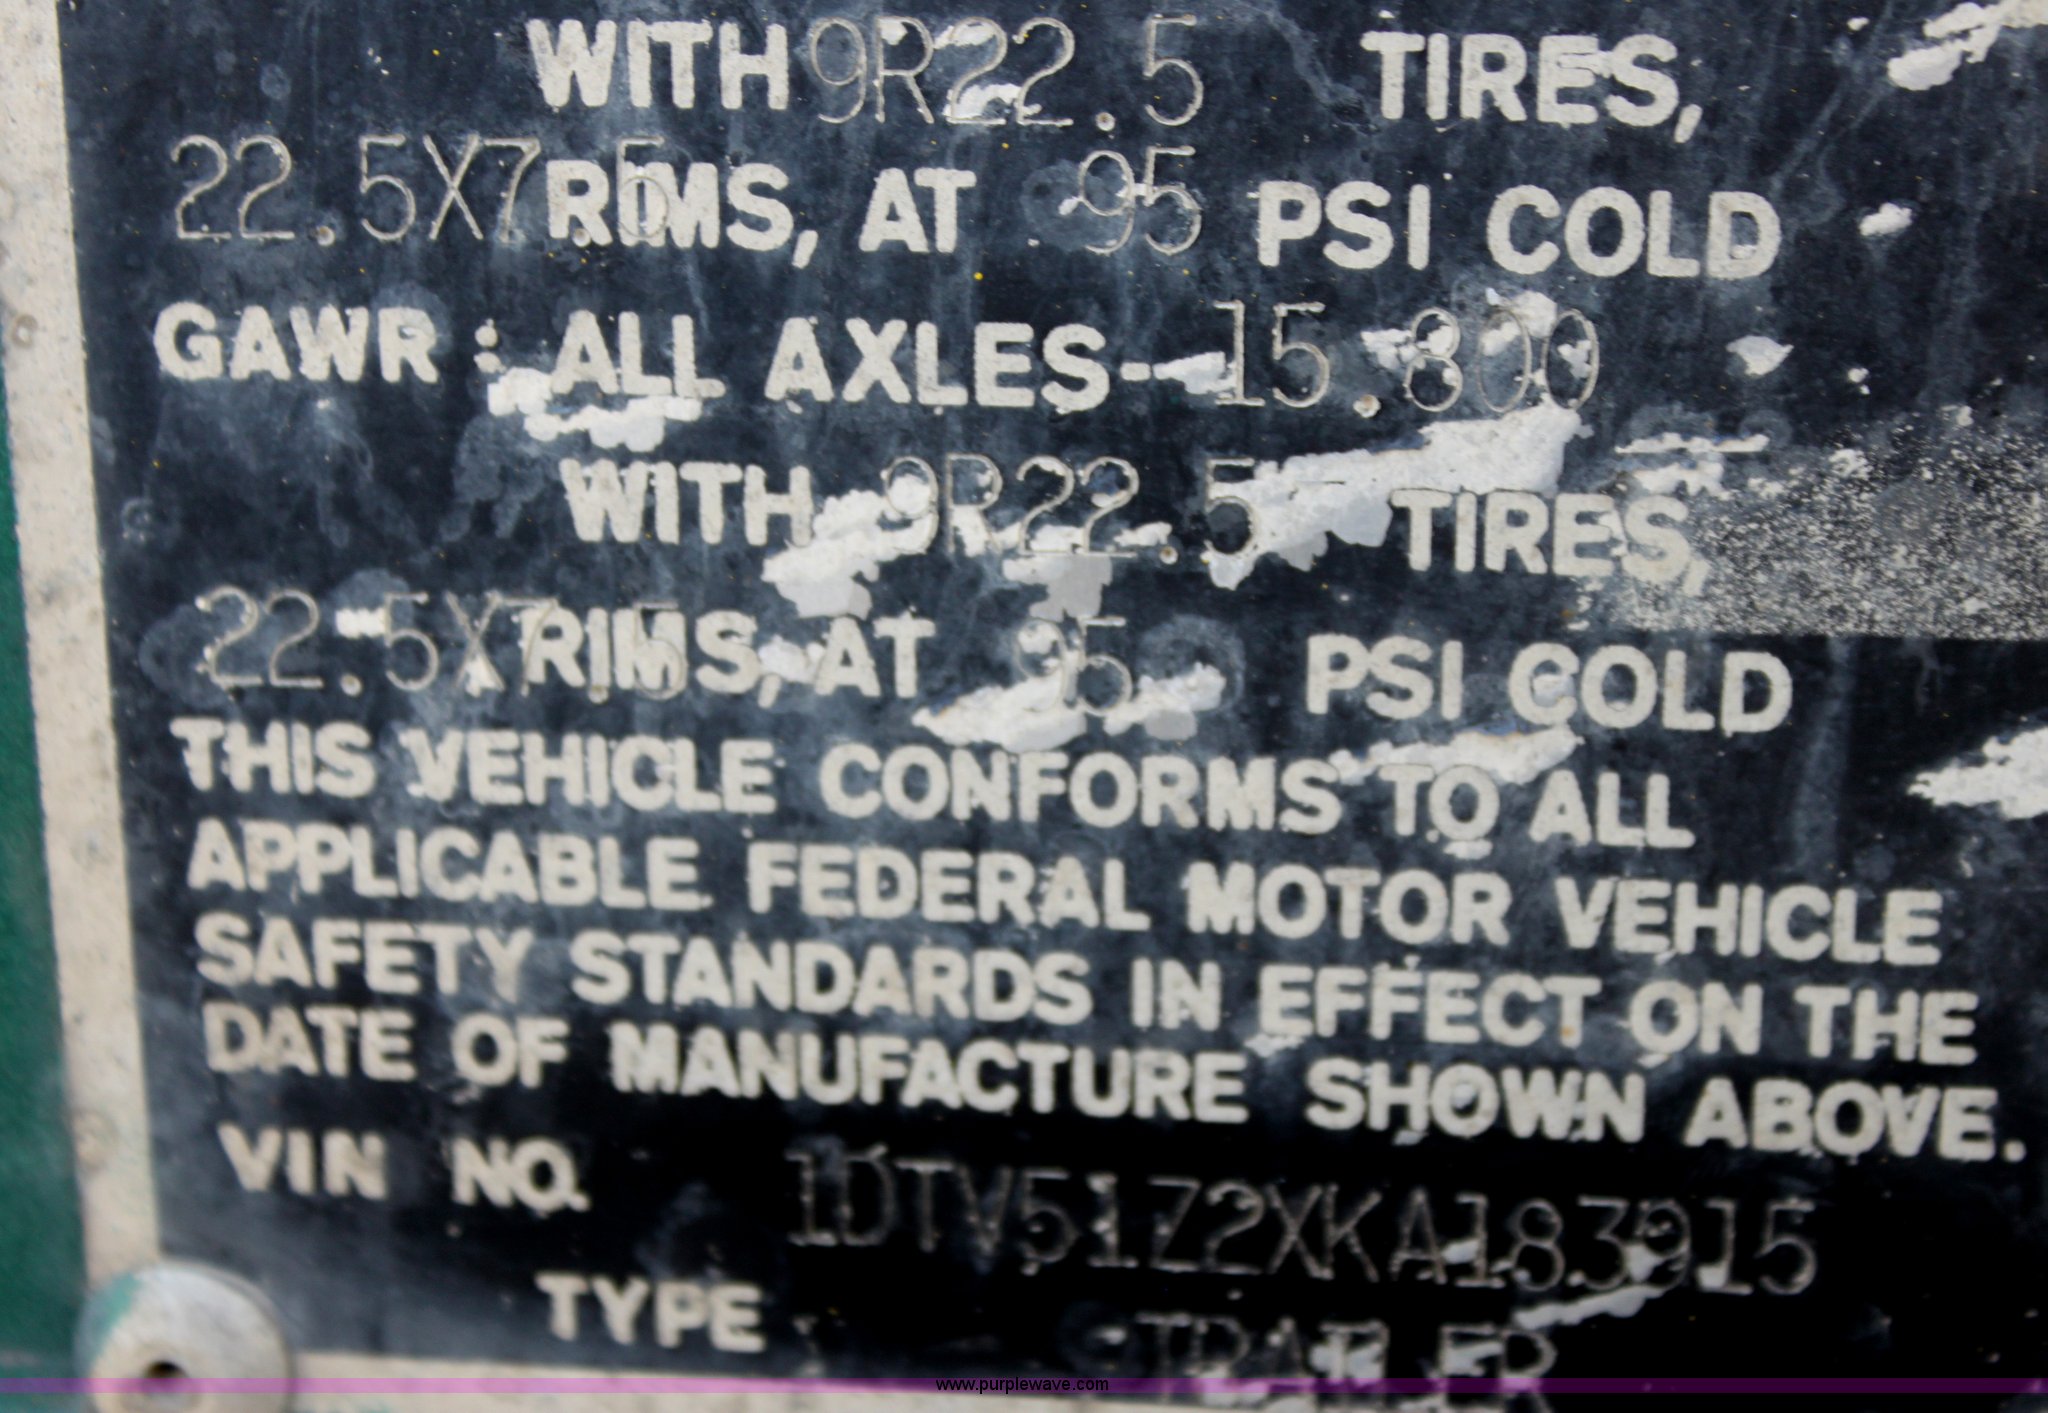 WITH 9R22.5 TIRES,
22.5X7.5 RIMS, AT 95 PSI COLD
GAWR: ALL AXLES- 15.800
WITH 9R22.5 TIRES,
22.5X7.5 RIMS, AT 95 PSI COLD
THIS VEHICLE CONFORMS TO ALL
APPLICABLE FEDERAL MOTOR VEHICLE
SAFETY STANDARDS IN EFFECT ON THE
DATE OF MANUFACTURE SHOWN ABOVE.
VIN NO. 1DTV51Z2XKA183915
TYPE TRAILER
www.purplewave.com